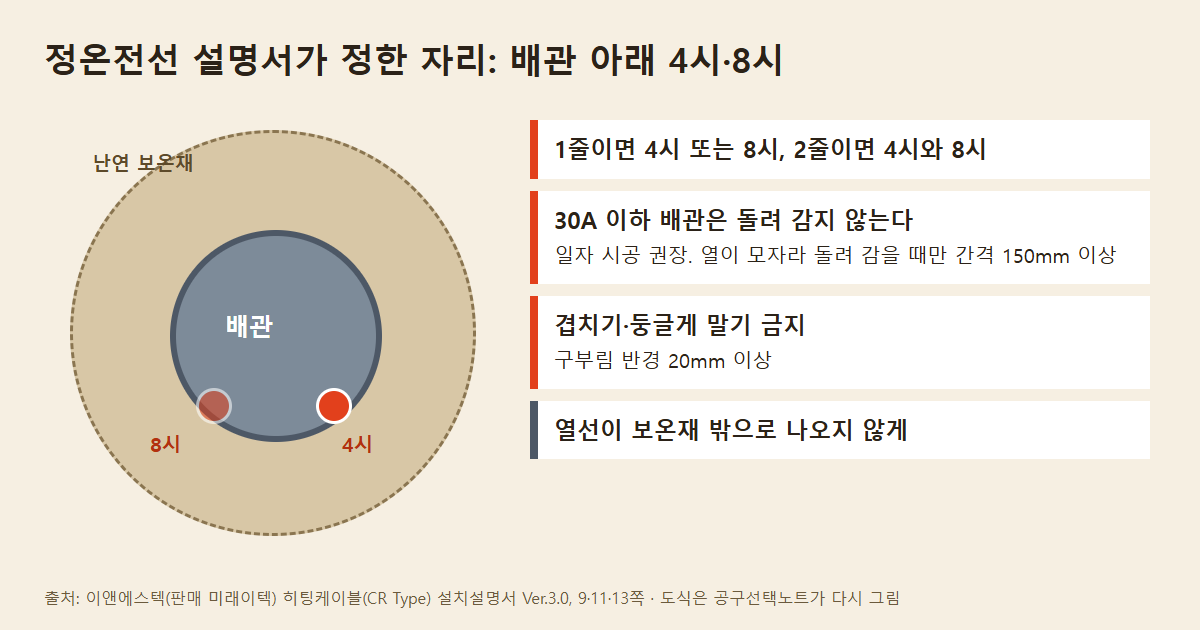 정온전선 설명서가 정한 자리: 배관 아래 4시·8시
난연 보온재
배관
8시
4시
1줄이면 4시 또는 8시, 2줄이면 4시와 8시
30A 이하 배관은 돌려 감지 않는다
일자 시공 권장. 열이 모자라 돌려 감을 때만 간격 150mm 이상
겹치기·둥글게 말기 금지
구부림 반경 20mm 이상
열선이 보온재 밖으로 나오지 않게
출처: 이앤에스텍(판매 미래이텍) 히팅케이블(CR Type) 설치설명서 Ver.3.0, 9·11·13쪽 · 도식은 공구선택노트가 다시 그림